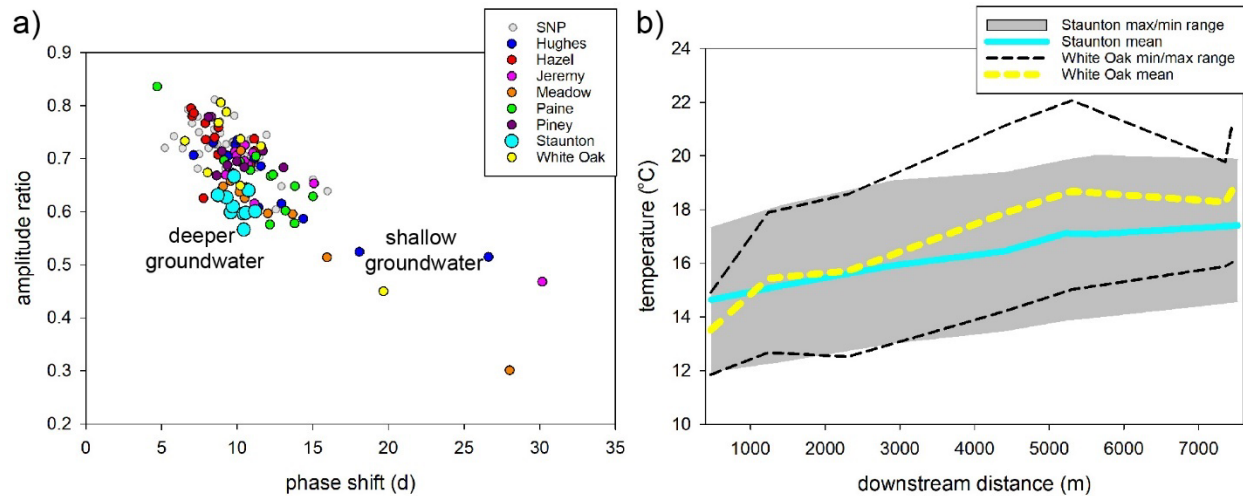 a)
0.9
0.8
0.7
0.6
0.5
0.4
0.3
0.2
amplitude ratio
0
5
10
15
20
25
30
35
phase shift (d)
SNP
Hughes
Hazel
Jeremy
Meadow
Paine
Piney
Staunton
White Oak
deeper
groundwater
shallow
groundwater
b)
24
22
20
18
16
14
12
10
temperature (°C)
1000
2000
3000
4000
5000
6000
7000
downstream distance (m)
Staunton max/min range
Staunton mean
White Oak min/max range
White Oak mean